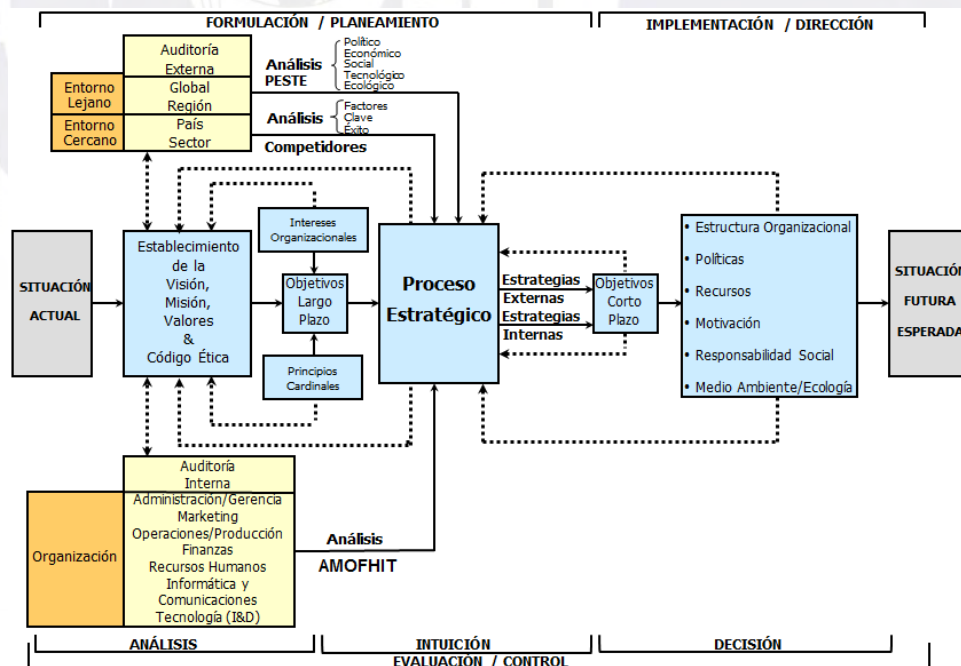 FORMULACIÓN / PLANEAMIENTO
IMPLEMENTACIÓN / DIRECCIÓN
Auditoría
Externa
Entorno
Lejano
Global
Región
Entorno
Cercano
País
Sector
Análisis
PESTE
Político
Económico
Social
Tecnológico
Ecológico
Análisis
Competidores
Factores
Clave
Éxito
SITUACIÓN
ACTUAL
Establecimiento
de la
Visión,
Misión,
Valores
&
Código Ética
Intereses
Organizacionales
Objetivos
Largo
Plazo
Principios
Cardinales
Proceso
Estratégico
Estrategias
Externas
Estrategias
Internas
Objetivos
Corto
Plazo
• Estructura Organizacional
• Políticas
• Recursos
• Motivación
• Responsabilidad Social
• Medio Ambiente/Ecología
SITUACIÓN
FUTURA
ESPERADA
Auditoría
Interna
Organización
Administración/Gerencia
Marketing
Operaciones/Producción
Finanzas
Recursos Humanos
Informática y
Comunicaciones
Tecnología (I&D)
Análisis
AMOFHIT
ANÁLISIS
INTUICIÓN
DECISIÓN
EVALUACIÓN / CONTROL